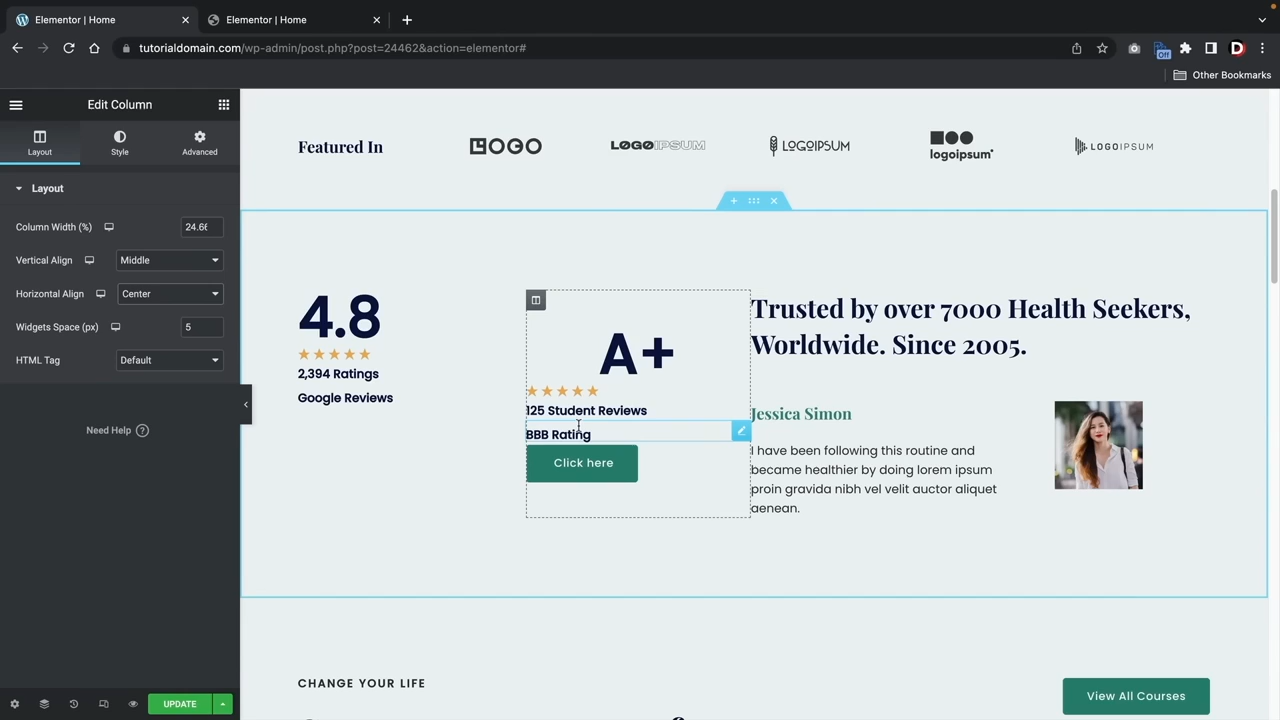 Elementor | Home
Elementor | Home
tutorialdomain.com/wp-admin/post.php?post=24462&action=elementor#
Off
D
Other Bookmarks
Edit Column
Layout
Style
Advanced
Layout
Column Width (%)
24.66
Vertical Align
Middle
Horizontal Align
Center
Widgets Space (px)
5
HTML Tag
Default
Need Help ?
UPDATE
Featured In
LOGO
LOGOIPSUM
LOGOIPSUM
logoipsum
LOGOIPSUM
4.8
2,394 Ratings
Google Reviews
A+
125 Student Reviews
BBB Rating
Click here
Trusted by over 7000 Health Seekers,
Worldwide. Since 2005.
Jessica Simon
I have been following this routine and
became healthier by doing lorem ipsum
proin gravida nibh vel velit auctor aliquet
aenean.
CHANGE YOUR LIFE
View All Courses